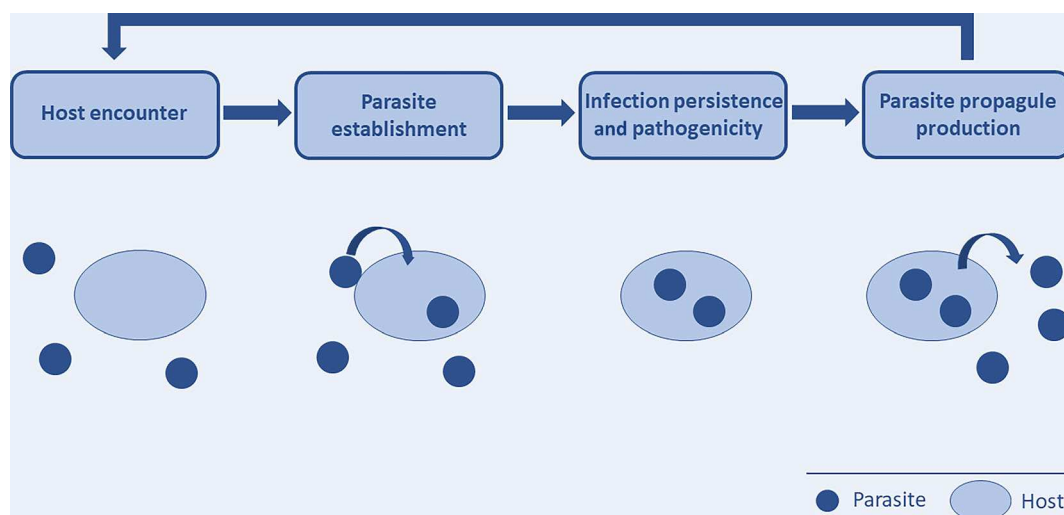 Host encounter
Parasite
establishment
Infection persistence
and pathogenicity
Parasite propagule
production
Parasite
Host